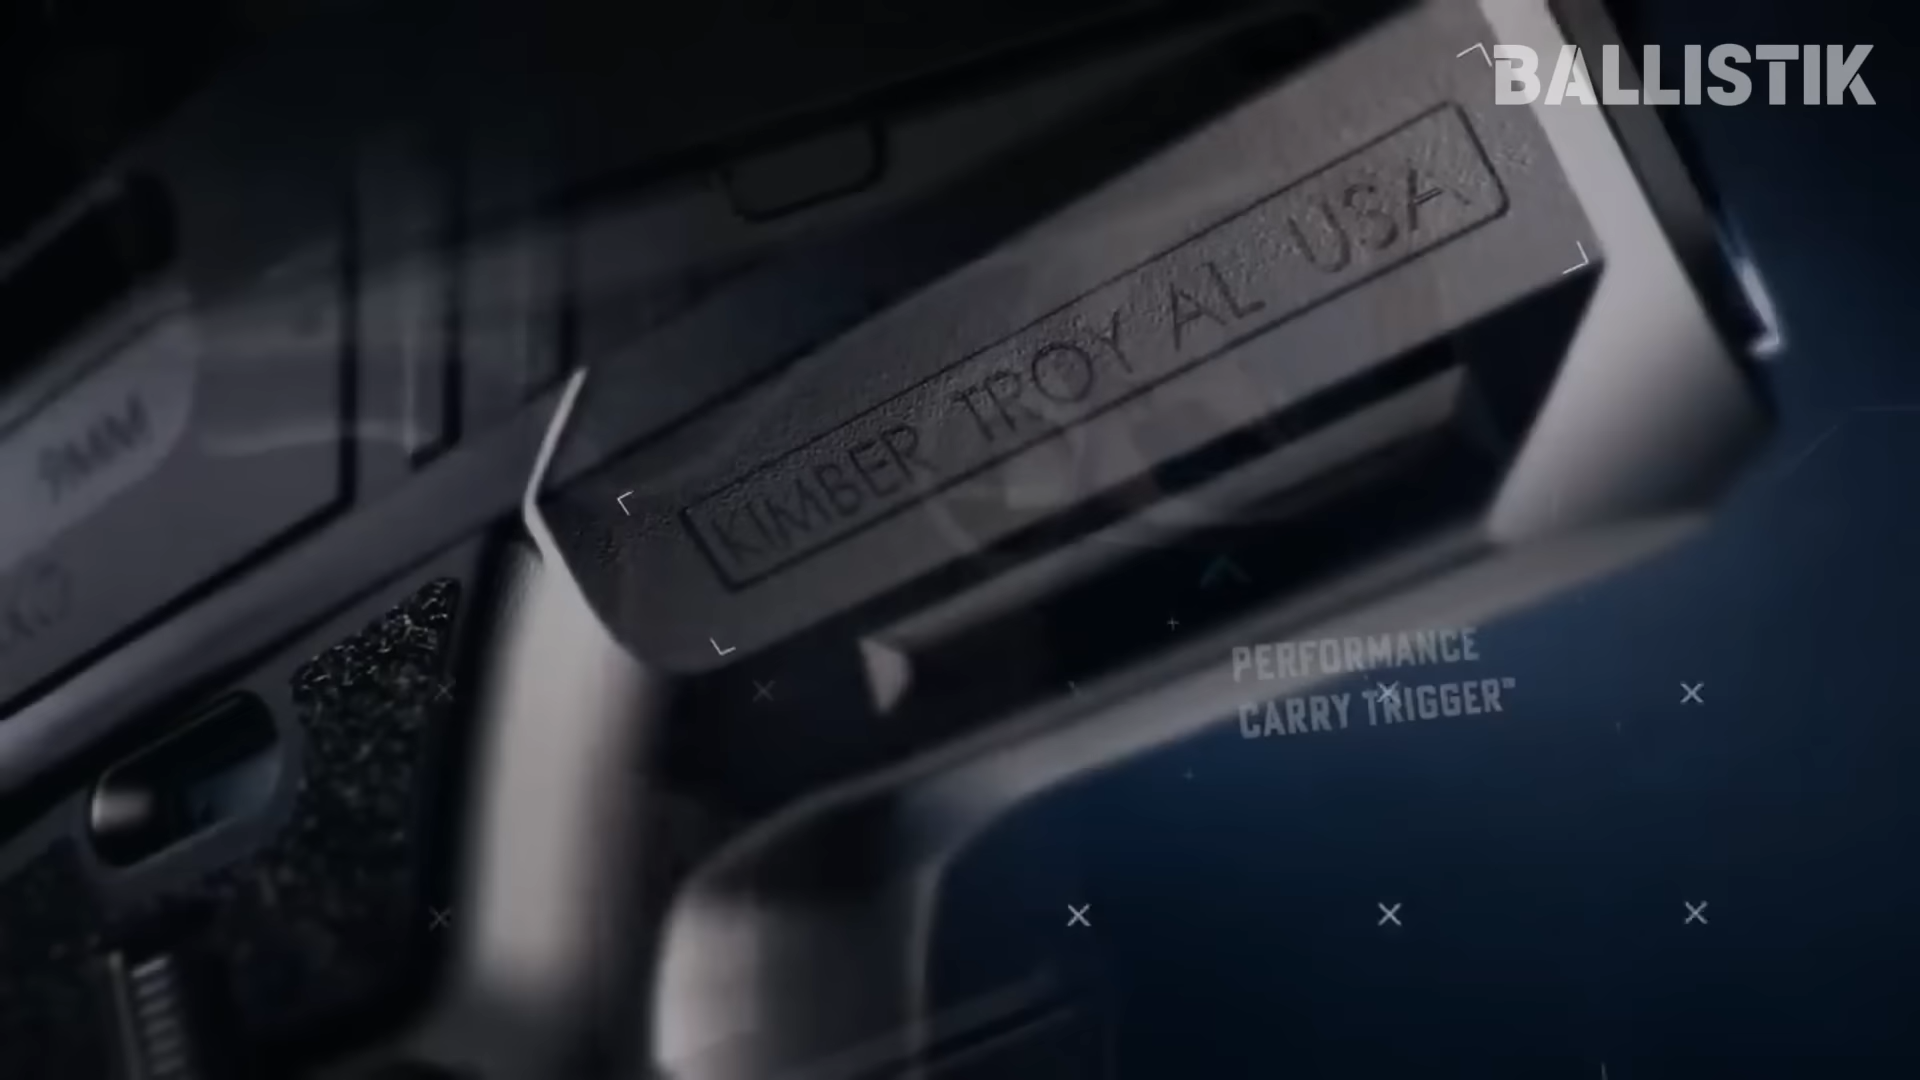 BALLISTIK
KIMBER TROY AL USA
9MM
PERFORMANCE
CARRY TRIGGER™